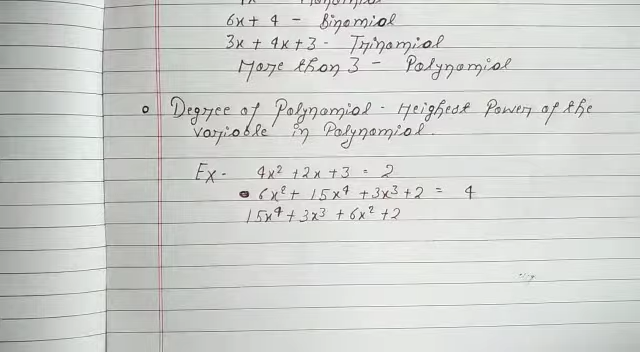 6x + 4 - Binomial
3x + 4x + 3 - Trinomial
More than 3 - Polynomial
o Degree of Polynomial - Heighest Power of the
variable in Polynomial.
Ex - 4x² + 2x + 3 = 2
6x² + 15x⁴ + 3x³ + 2 = 4
15x⁴ + 3x³ + 6x² + 2